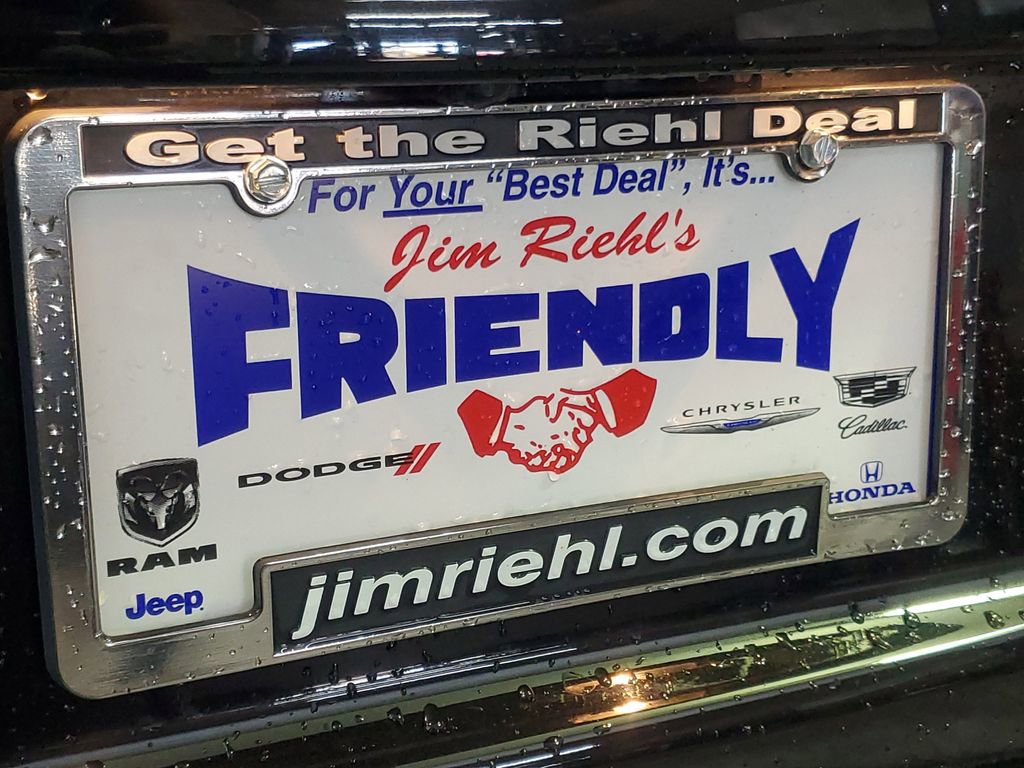 Get the Riehl Deal
For Your "Best Deal", It's...
Jim Riehl's
FRIENDLY
CHRYSLER
Cadillac
DODGE
HONDA
RAM
Jeep
jimriehl.com